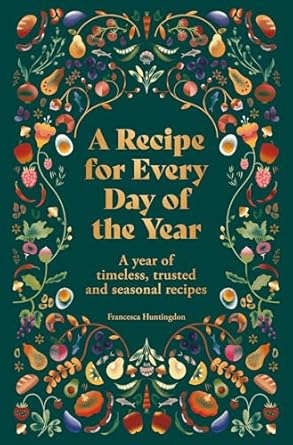 A Recipe
for Every
Day of
the Year
A year of
timeless, trusted
and seasonal recipes
Francesca Huntingdon